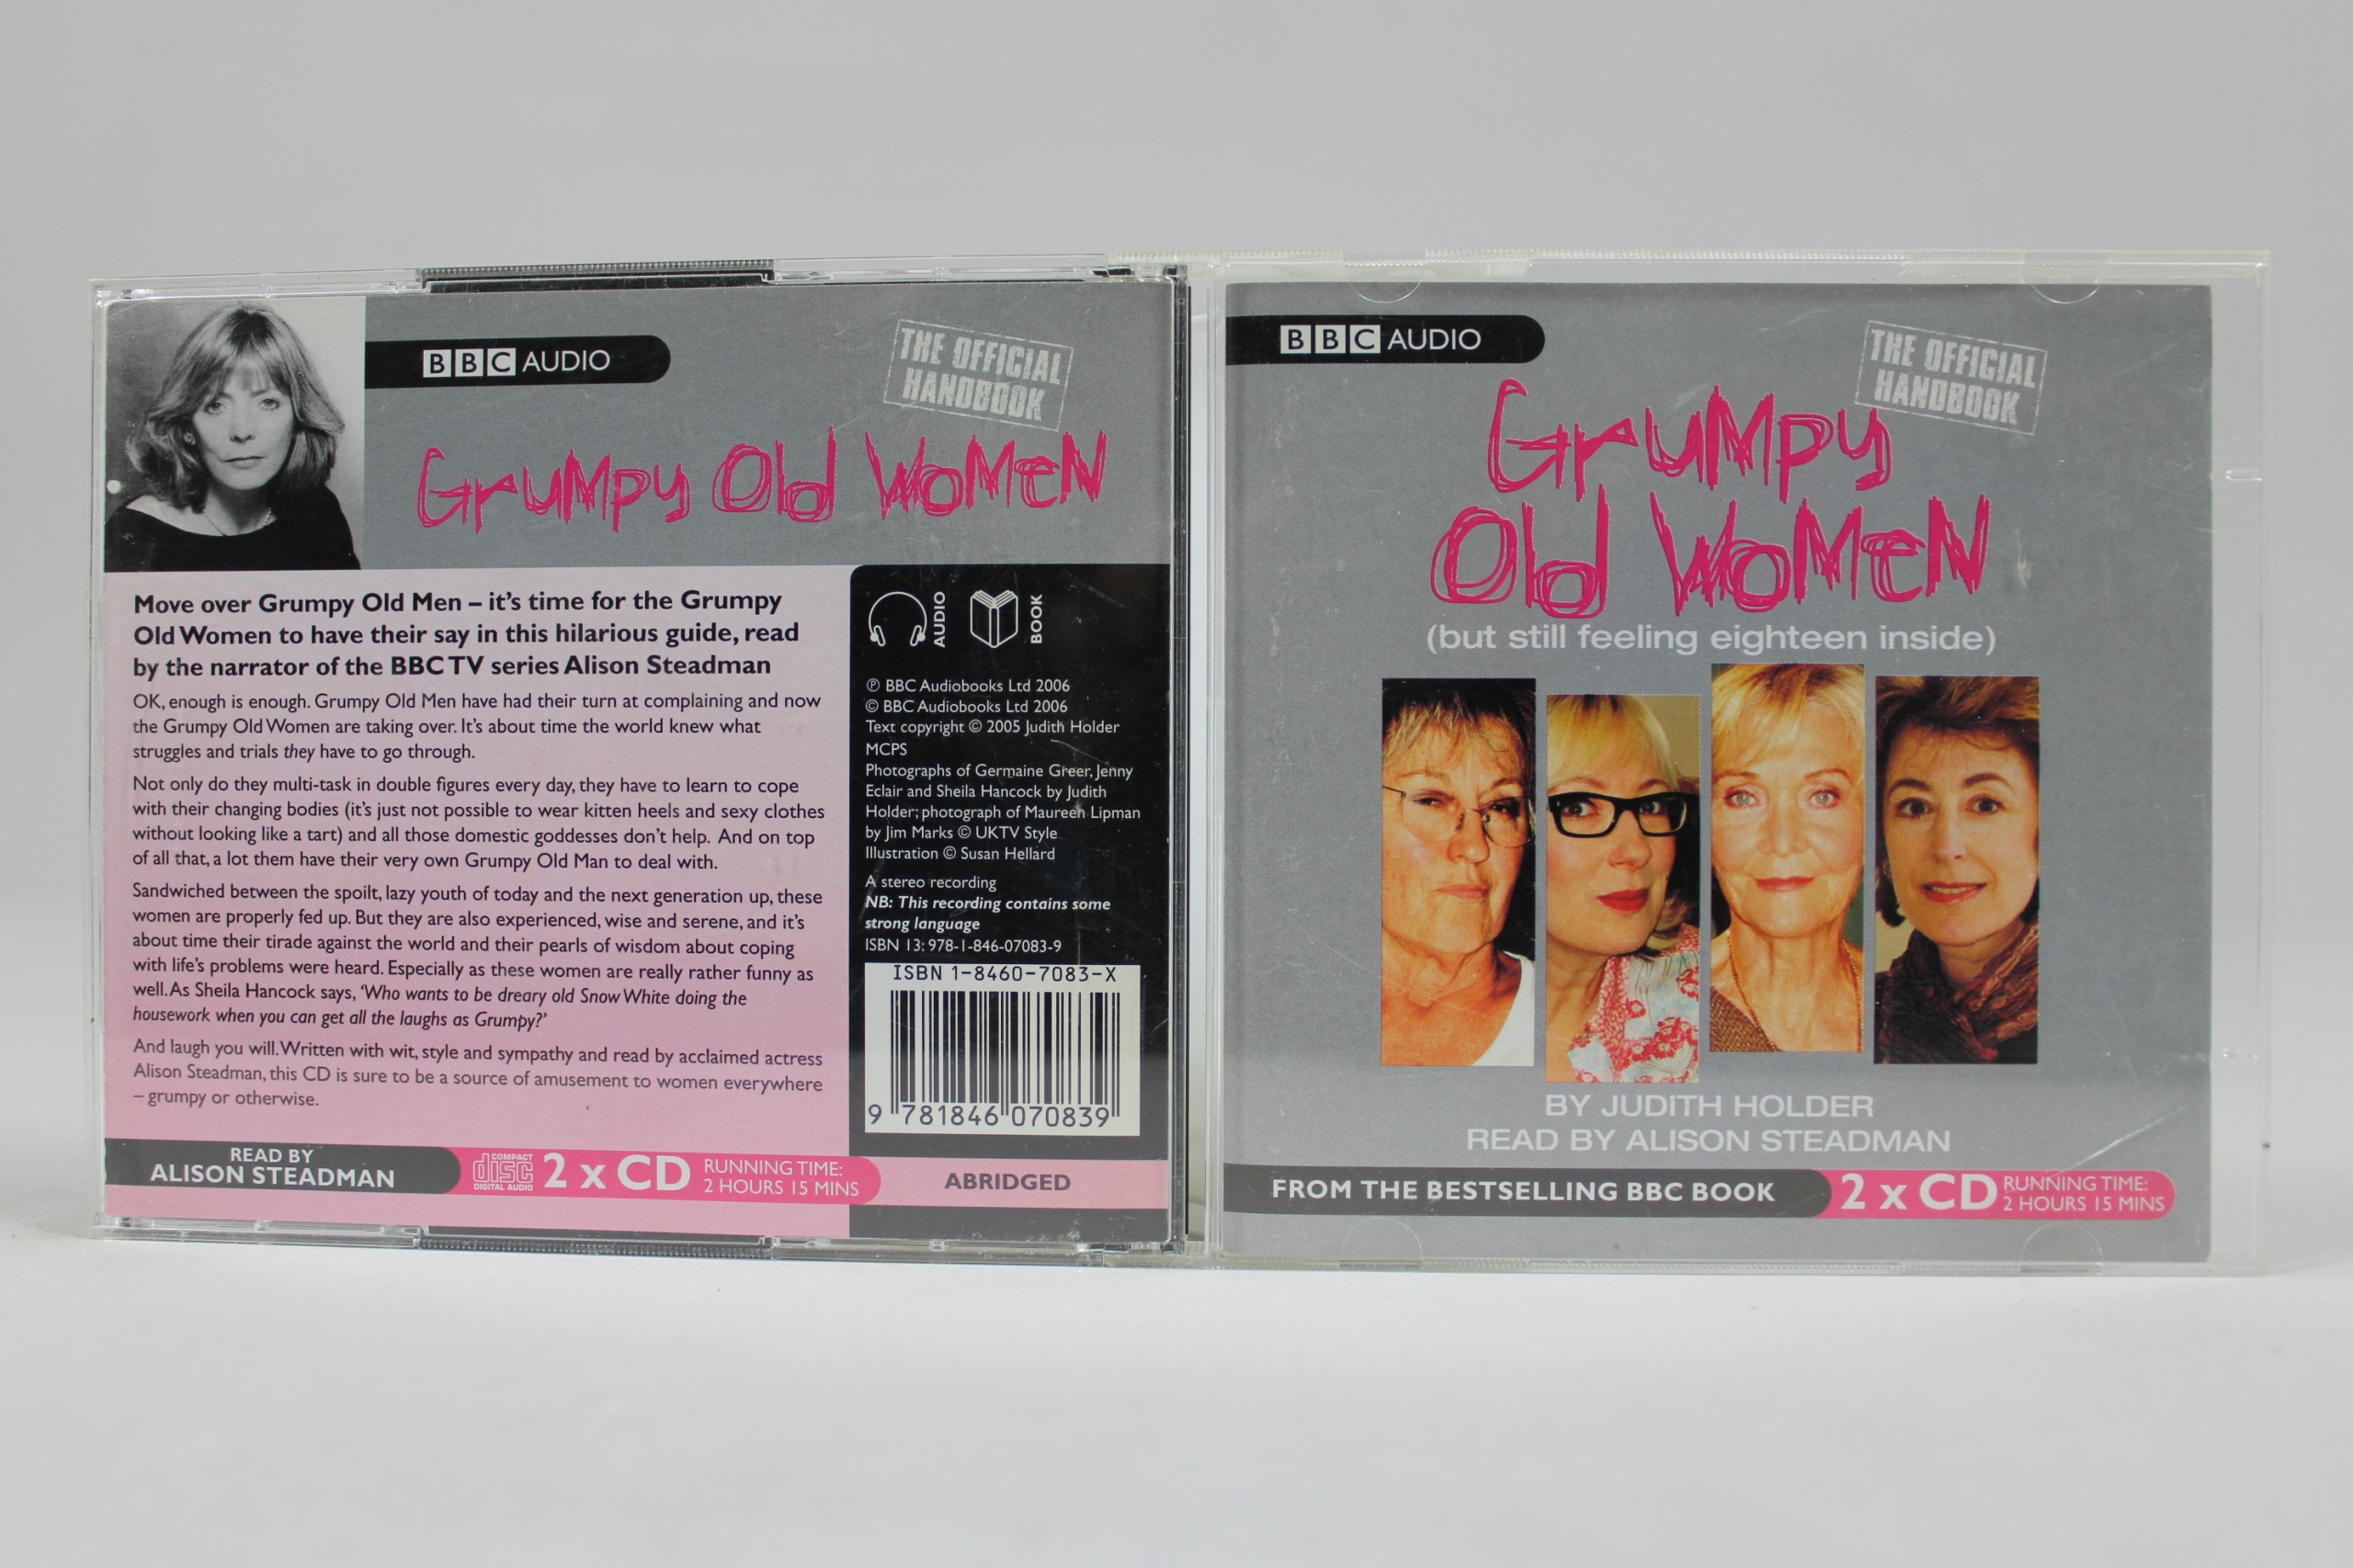 BBC AUDIO
THE OFFICIAL
HANDBOOK
GruMpy Old WoMeN
Move over Grumpy Old Men – it's time for the Grumpy
Old Women to have their say in this hilarious guide, read
by the narrator of the BBC TV series Alison Steadman
OK, enough is enough. Grumpy Old Men have had their turn at complaining and now
the Grumpy Old Women are taking over. It's about time the world knew what
struggles and trials they have to go through.
Not only do they multi-task in double figures every day, they have to learn to cope
with their changing bodies (it's just not possible to wear kitten heels and sexy clothes
without looking like a tart) and all those domestic goddesses don't help. And on top
of all that, a lot them have their very own Grumpy Old Man to deal with.
Sandwiched between the spoilt, lazy youth of today and the next generation up, these
women are properly fed up. But they are also experienced, wise and serene, and it's
about time their tirade against the world and their pearls of wisdom about coping
with life's problems were heard. Especially as these women are really rather funny as
well. As Sheila Hancock says, 'Who wants to be dreary old Snow White doing the
housework when you can get all the laughs as Grumpy?'
And laugh you will. Written with wit, style and sympathy and read by acclaimed actress
Alison Steadman, this CD is sure to be a source of amusement to women everywhere
– grumpy or otherwise.
READ BY
ALISON STEADMAN
COMPACT
disc
DIGITAL AUDIO
2 x CD
RUNNING TIME:
2 HOURS 15 MINS
AUDIO
BOOK
℗ BBC Audiobooks Ltd 2006
© BBC Audiobooks Ltd 2006
Text copyright © 2005 Judith Holder
MCPS
Photographs of Germaine Greer, Jenny
Eclair and Sheila Hancock by Judith
Holder; photograph of Maureen Lipman
by Jim Marks © UKTV Style
Illustration © Susan Hellard
A stereo recording
NB: This recording contains some
strong language
ISBN 13: 978-1-846-07083-9
ISBN 1-8460-7083-X
9 781846 070839
ABRIDGED
BBC AUDIO
THE OFFICIAL
HANDBOOK
GruMpy
Old WoMeN
(but still feeling eighteen inside)
BY JUDITH HOLDER
READ BY ALISON STEADMAN
FROM THE BESTSELLING BBC BOOK
2 x CD
RUNNING TIME:
2 HOURS 15 MINS